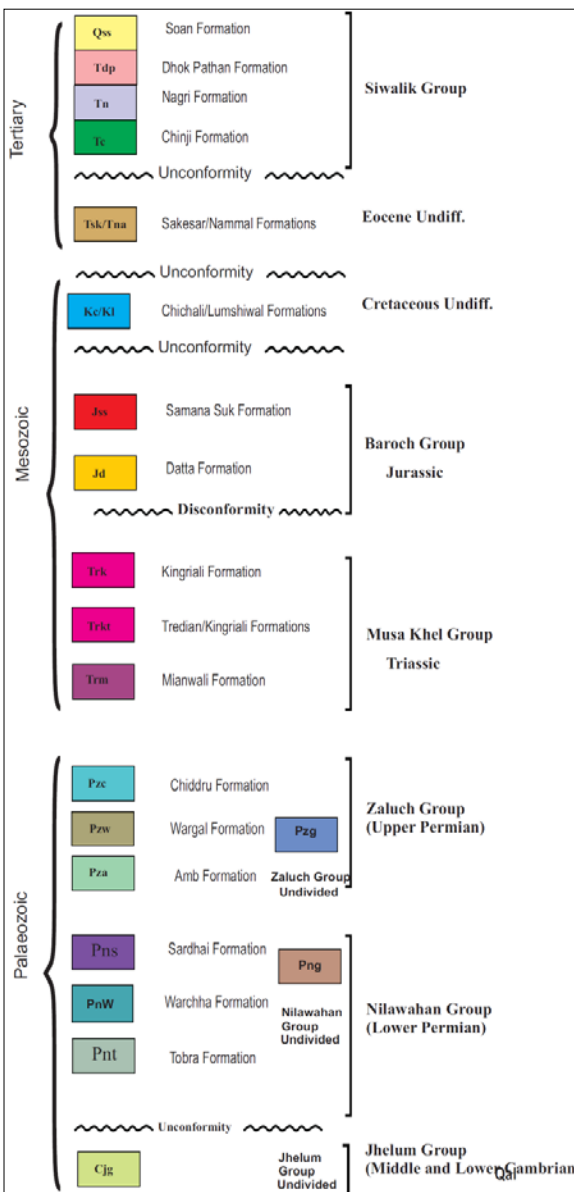 Tertiary
Qss Soan Formation
Tdp Dhok Pathan Formation
Siwalik Group
Tn Nagri Formation
Tc Chinji Formation
Unconformity
Tsk/Tna Sakesar/Nammal Formations
Eocene Undiff.
Unconformity
Mesozoic
Kc/Kl Chichali/Lumshiwal Formations
Cretaceous Undiff.
Unconformity
Jss Samana Suk Formation
Baroch Group
Jurassic
Jd Datta Formation
Disconformity
Trk Kingriali Formation
Trkt Tredian/Kingriali Formations
Musa Khel Group
Triassic
Trm Mianwali Formation
Palaeozoic
Pzc Chiddru Formation
Zaluch Group
(Upper Permian)
Pzw Wargal Formation
Pzg
Pza Amb Formation
Zaluch Group
Undivided
Pns Sardhai Formation
Png
PnW Warchha Formation
Nilawahan
Group
Undivided
Nilawahan Group
(Lower Permian)
Pnt Tobra Formation
Unconformity
Cjg
Jhelum
Group
Undivided
Jhelum Group
(Middle and Lower Cambrian)
Qal